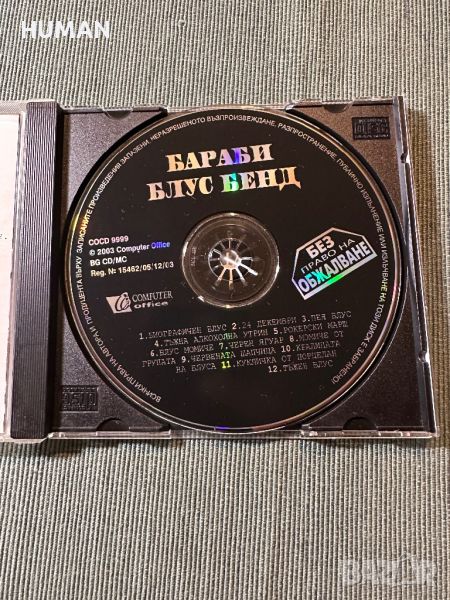 HUMAN
БАРАБИ
БЛУС БЕНД
COCD 9999
© 2003 Computer Office
BG CD/MC
Reg. № 15462/05/12/03
COMPUTER
office
БЕЗ
ПРАВО НА
ОБЖАЛВАНЕ
1.БИОГРАФИЧЕН БЛУС 2.24 ДЕКЕМВРИ 3.ПЕЯ БЛУС
4.ТЪЖНА АЛКОХОЛНА УТРИН 5.РОКЕРСКИ МАРШ
6.БЛУС МОМИЧЕ 7.ЧЕРЕН ЯГУАР 8.МОМИЧЕ ОТ
ГРУПАТА 9.ЧЕРВЕНАТА ШАПЧИЦА 10.КРАЛИЦАТА
НА БЛУСА 11.КУКЛИЧКА ОТ ПОРЦЕЛАН
12.ТЪЖЕН БЛУС
ВСИЧКИ ПРАВА НА АВТОРА И ПРОДУЦЕНТА ВЪРХУ ЗАПИСАНИТЕ ПРОИЗВЕДЕНИЯ ЗАПАЗЕНИ. НЕРАЗРЕШЕНОТО ВЪЗПРОИЗВЕЖДАНЕ, РАЗПРОСТРАНЕНИЕ, ПУБЛИЧНО ИЗПЪЛНЕНИЕ ИЛИ ИЗЛЪЧВАНЕ НА ТОЗИ ДИСК Е ЗАБРАНЕНО!
BAZAR